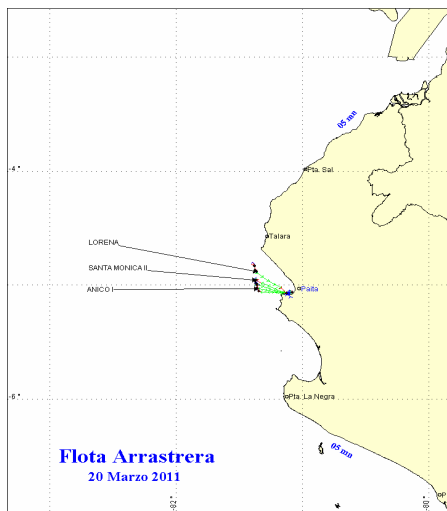 05 mn
-4°
Pta. Sal
Talara
LORENA
SANTA MONICA II
ANICO I
Paita
-6°
Pta. La Negra
Flota Arrastrera
05 mn
20 Marzo 2011
-82°
-80°
P